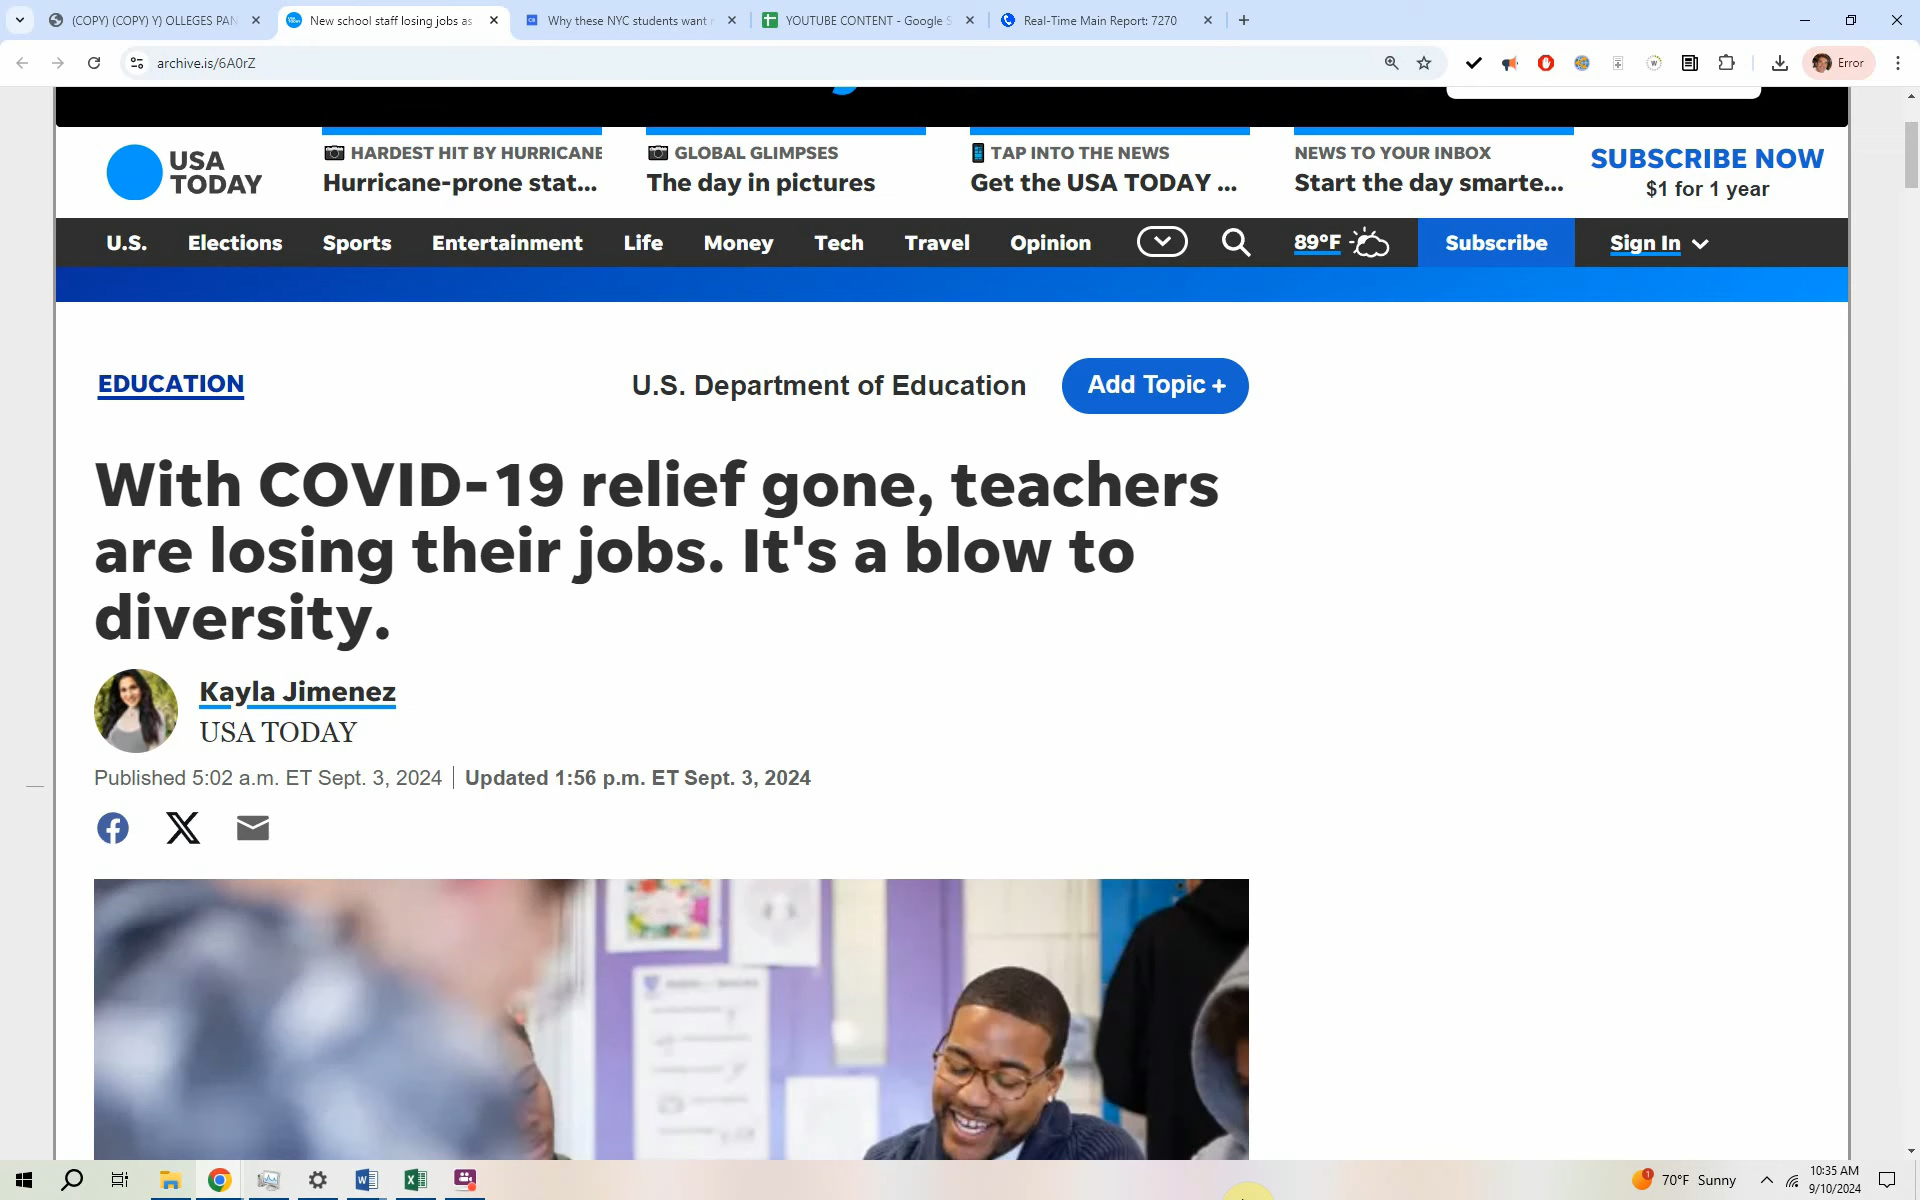 (COPY) (COPY) Y) OLLEGES PAN
New school staff losing jobs as
Why these NYC students want
YOUTUBE CONTENT - Google S
Real-Time Main Report: 7270
archive.is/6A0rZ
Error
USA
TODAY
HARDEST HIT BY HURRICANE
Hurricane-prone stat...
GLOBAL GLIMPSES
The day in pictures
TAP INTO THE NEWS
Get the USA TODAY ...
NEWS TO YOUR INBOX
Start the day smarte...
SUBSCRIBE NOW
$1 for 1 year
U.S. Elections Sports Entertainment Life Money Tech Travel Opinion 89°F Subscribe Sign In
EDUCATION
U.S. Department of Education
Add Topic +
With COVID-19 relief gone, teachers
are losing their jobs. It's a blow to
diversity.
Kayla Jimenez
USA TODAY
Published 5:02 a.m. ET Sept. 3, 2024 | Updated 1:56 p.m. ET Sept. 3, 2024
70°F Sunny
10:35 AM
9/10/2024